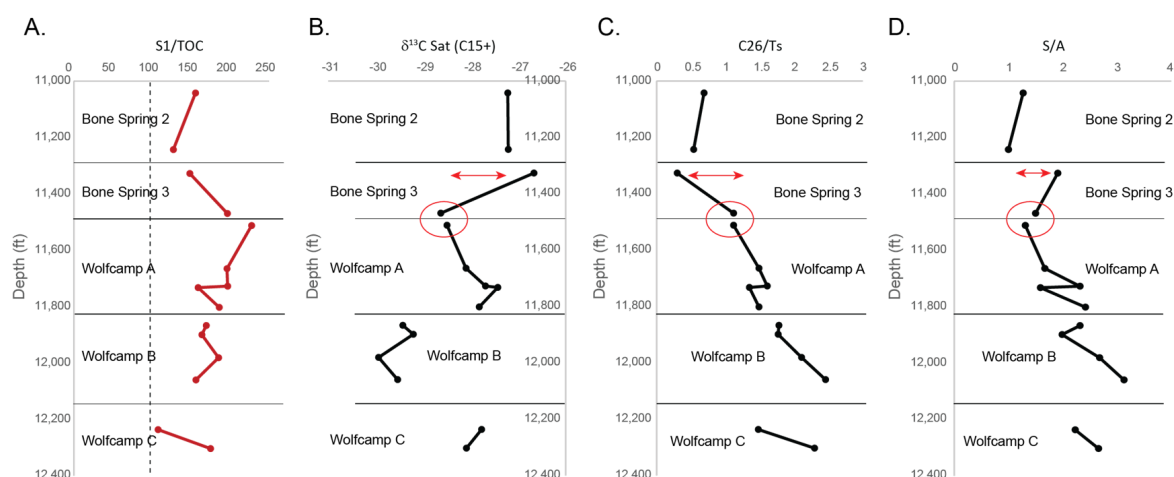 A.
S1/TOC
0 50 100 150 200 250
11,000
11,200
11,400
11,600
11,800
12,000
12,200
12,400
Depth (ft)
Bone Spring 2
Bone Spring 3
Wolfcamp A
Wolfcamp B
Wolfcamp C
B.
δ13C Sat (C15+)
-31 -30 -29 -28 -27 -26
11,000
11,200
11,400
11,600
11,800
12,000
12,200
12,400
Depth (ft)
Bone Spring 2
Bone Spring 3
Wolfcamp A
Wolfcamp B
Wolfcamp C
C.
C26/Ts
0 0.5 1 1.5 2 2.5 3
11,000
11,200
11,400
11,600
11,800
12,000
12,200
12,400
Depth (ft)
Bone Spring 2
Bone Spring 3
Wolfcamp A
Wolfcamp B
Wolfcamp C
D.
S/A
0 1 2 3 4
11,000
11,200
11,400
11,600
11,800
12,000
12,200
12,400
Depth (ft)
Bone Spring 2
Bone Spring 3
Wolfcamp A
Wolfcamp B
Wolfcamp C